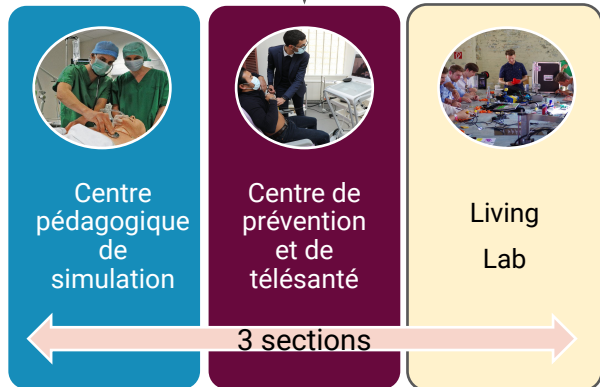 Centre
pédagogique
de
simulation
Centre de
prévention
et de
télésanté
Living
Lab
3 sections